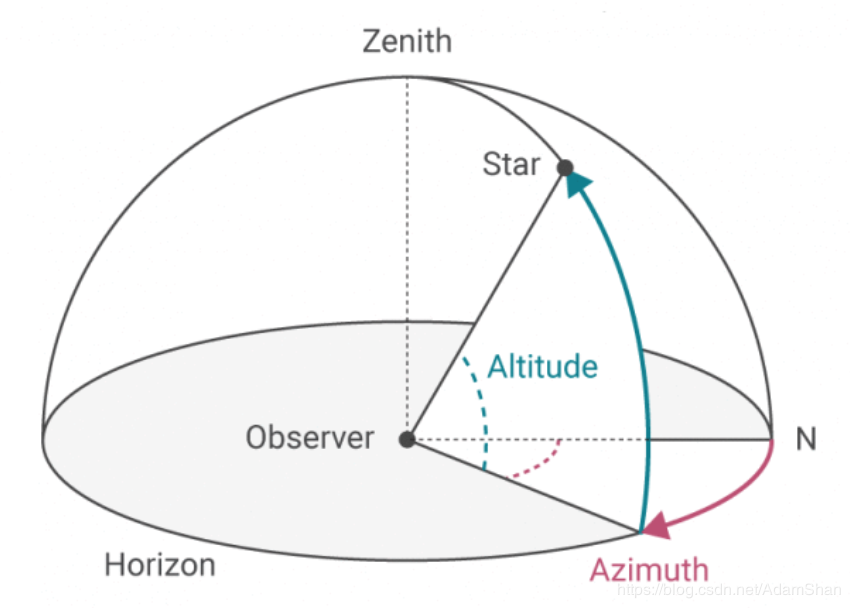 Zenith
Star
Altitude
Observer
N
Horizon
Azimuth
https://blog.csdn.net/AdamShan